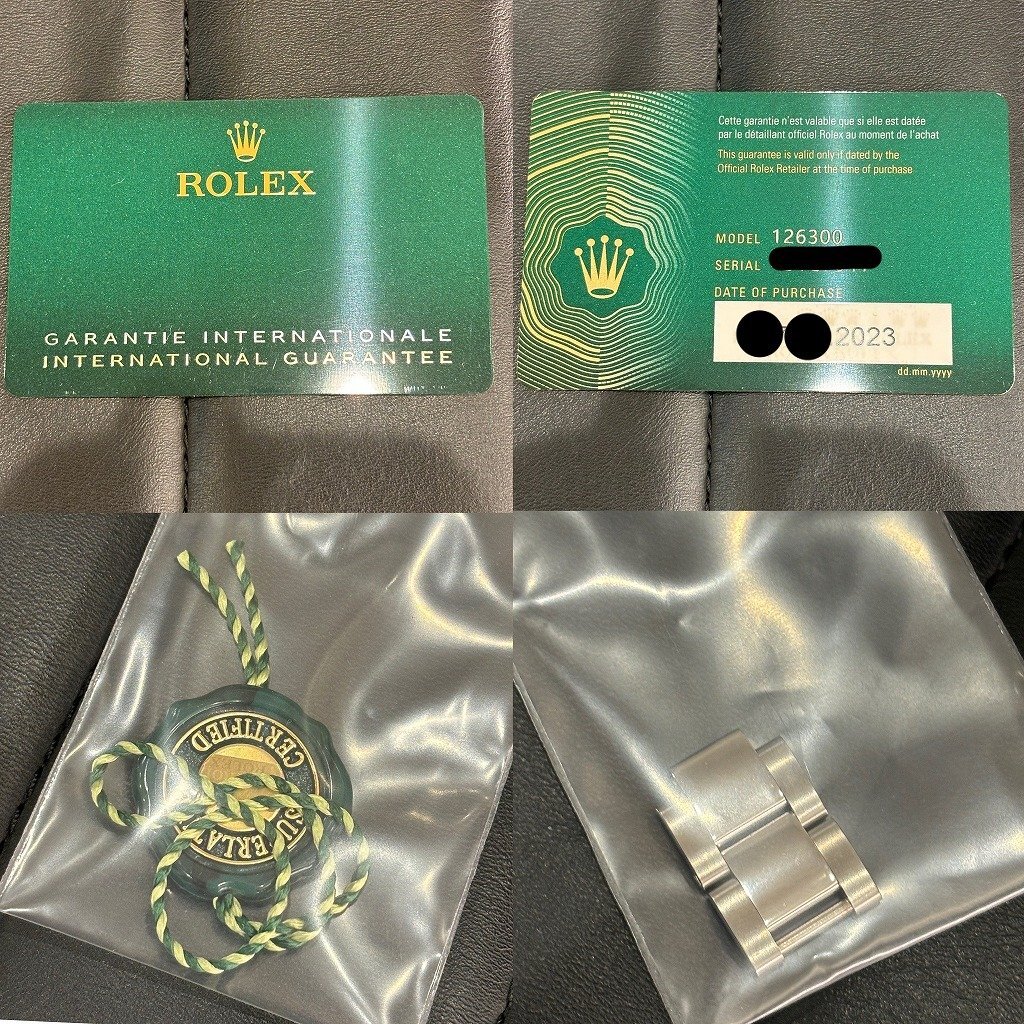 ROLEX
GARANTIE INTERNATIONALE
INTERNATIONAL GUARANTEE
Cette garantie n'est valable que si elle est datée
par le détaillant officiel Rolex au moment de l'achat
This guarantee is valid only if dated by the
Official Rolex Retailer at the time of purchase
MODEL 126300
SERIAL
DATE OF PURCHASE
2023
dd.mm.yyyy
CERTIFIED